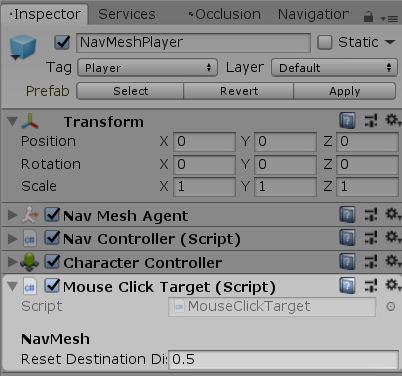 Inspector Services Occlusion Navigation
NavMeshPlayer Static
Tag Player Layer Default
Prefab Select Revert Apply
Transform
Position X 0 Y 0 Z 0
Rotation X 0 Y 0 Z 0
Scale X 1 Y 1 Z 1
Nav Mesh Agent
Nav Controller (Script)
Character Controller
Mouse Click Target (Script)
Script MouseClickTarget
NavMesh
Reset Destination Di: 0.5